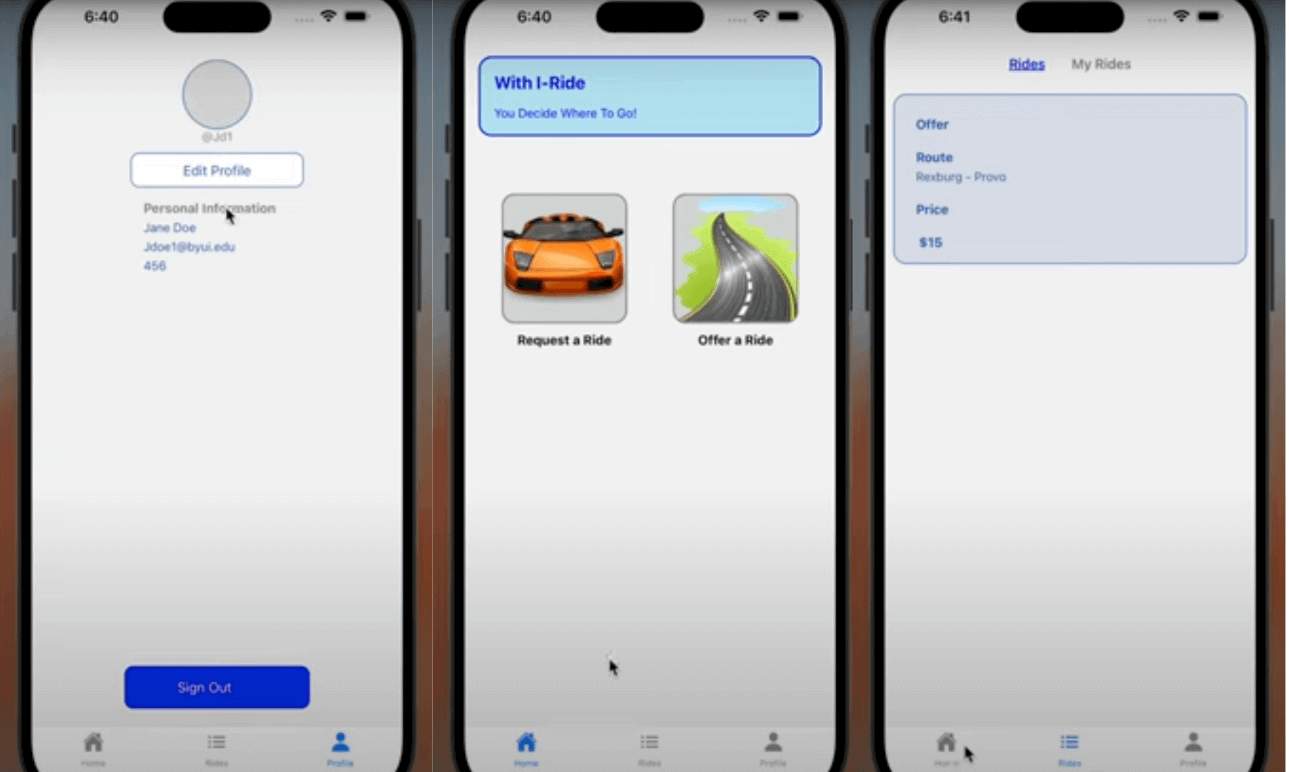 6:40
@Jd1
Edit Profile
Personal Information
Jane Doe
Jdoe1@byui.edu
456
Sign Out
Home
Rides
Profile
6:40
With I-Ride
You Decide Where To Go!
Request a Ride
Offer a Ride
Home
Rides
Profile
6:41
Rides
My Rides
Offer
Route
Rexburg - Provo
Price
$15
Rides
Profile